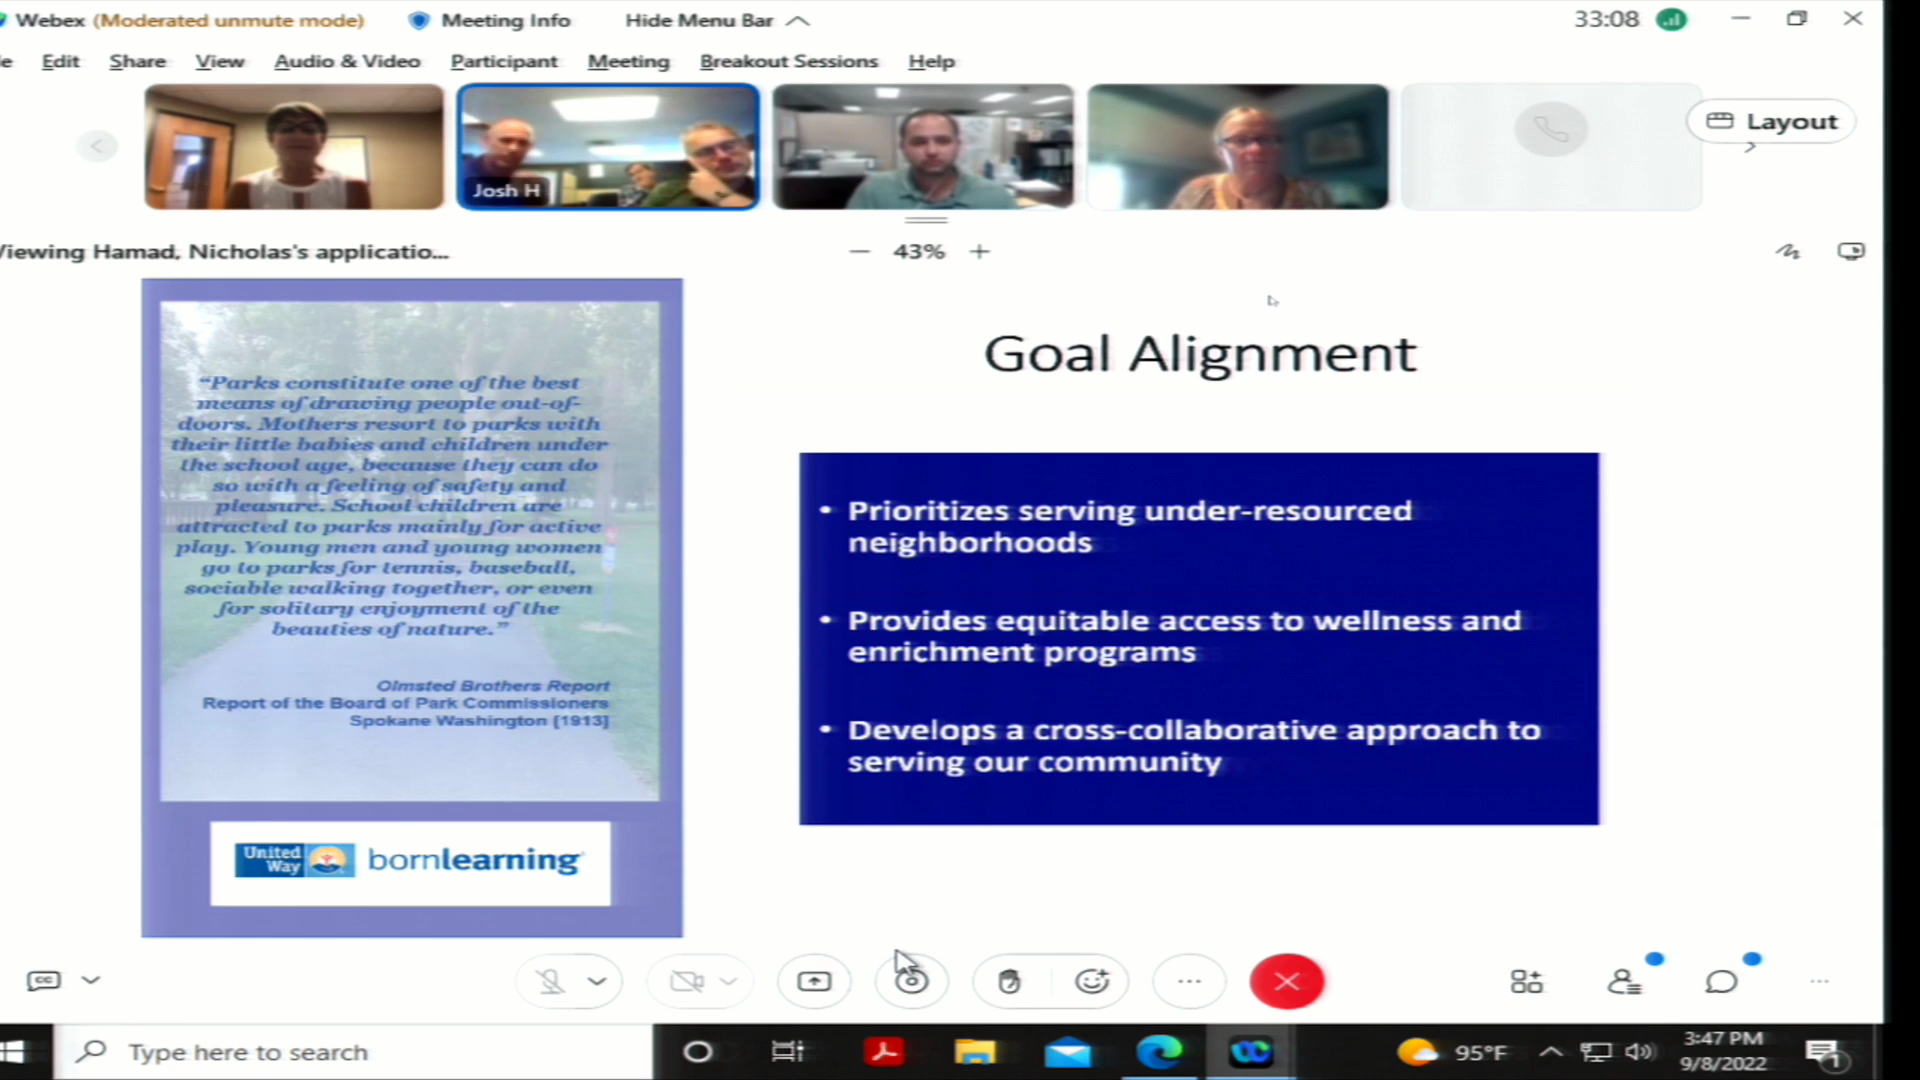 Webex (Moderated unmute mode) Meeting Info Hide Menu Bar 33:08
Edit Share View Audio & Video Participant Meeting Breakout Sessions Help
Josh H
Layout
Viewing Hamad, Nicholas's applicatio... 43%
"Parks constitute one of the best
means of drawing people out-of-
doors. Mothers resort to parks with
their little babies and children under
the school age, because they can do
so with a feeling of safety and
pleasure. School children are
attracted to parks mainly for active
play. Young men and young women
go to parks for tennis, baseball,
sociable walking together, or even
for solitary enjoyment of the
beauties of nature."
Olmsted Brothers Report
Report of the Board of Park Commissioners
Spokane Washington [1913]
United
Way
bornlearning
Goal Alignment
• Prioritizes serving under-resourced
neighborhoods
• Provides equitable access to wellness and
enrichment programs
• Develops a cross-collaborative approach to
serving our community
CC
Type here to search
95°F
3:47 PM
9/8/2022
1